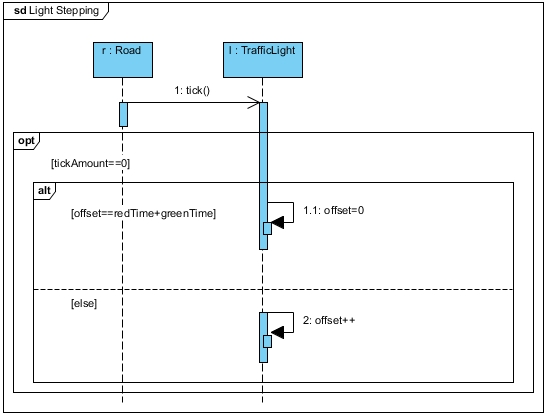 sd Light Stepping
r : Road
l : TrafficLight
1: tick()
opt
[tickAmount==0]
alt
[offset==redTime+greenTime]
1.1: offset=0
[else]
2: offset++